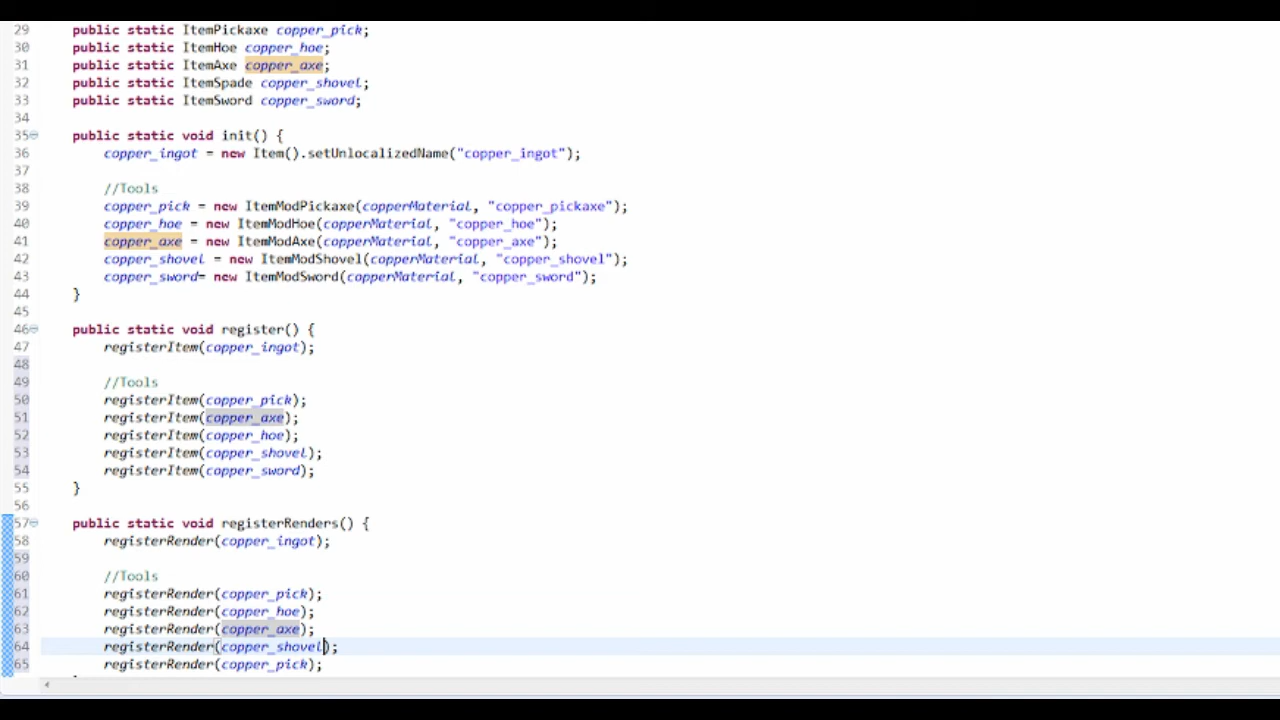 29 public static ItemPickaxe copper_pick;
30 public static ItemHoe copper_hoe;
31 public static ItemAxe copper_axe;
32 public static ItemSpade copper_shovel;
33 public static ItemSword copper_sword;
34
35 public static void init() {
36 copper_ingot = new Item().setUnlocalizedName("copper_ingot");
37
38 //Tools
39 copper_pick = new ItemModPickaxe(copperMaterial, "copper_pickaxe");
40 copper_hoe = new ItemModHoe(copperMaterial, "copper_hoe");
41 copper_axe = new ItemModAxe(copperMaterial, "copper_axe");
42 copper_shovel = new ItemModShovel(copperMaterial, "copper_shovel");
43 copper_sword= new ItemModSword(copperMaterial, "copper_sword");
44 }
45
46 public static void register() {
47 registerItem(copper_ingot);
48
49 //Tools
50 registerItem(copper_pick);
51 registerItem(copper_axe);
52 registerItem(copper_hoe);
53 registerItem(copper_shovel);
54 registerItem(copper_sword);
55 }
56
57 public static void registerRenders() {
58 registerRender(copper_ingot);
59
60 //Tools
61 registerRender(copper_pick);
62 registerRender(copper_hoe);
63 registerRender(copper_axe);
64 registerRender(copper_shovel);
65 registerRender(copper_pick);